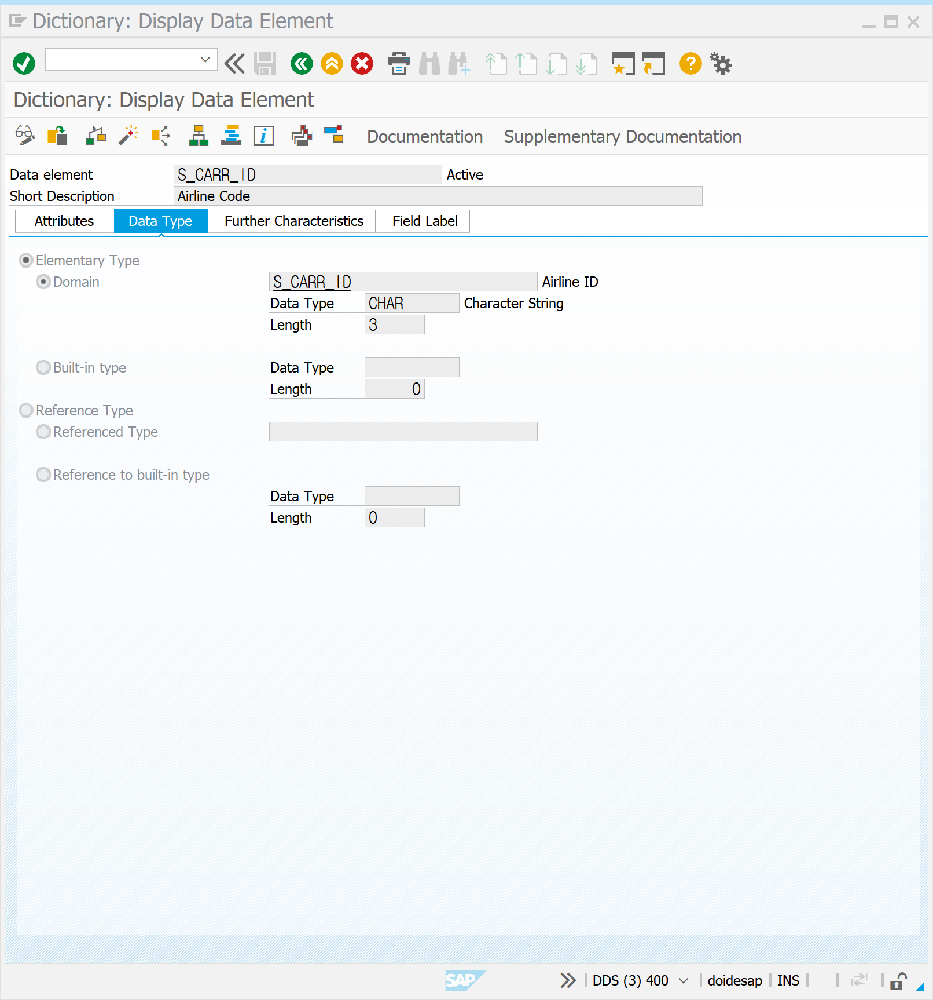 Dictionary: Display Data Element
Dictionary: Display Data Element
Documentation Supplementary Documentation
Data element S_CARR_ID Active
Short Description Airline Code
Attributes Data Type Further Characteristics Field Label
Elementary Type
Domain S_CARR_ID Airline ID
Data Type CHAR Character String
Length 3
Built-in type Data Type
Length 0
Reference Type
Referenced Type
Reference to built-in type
Data Type
Length 0
SAP DDS (3) 400 doidesap INS